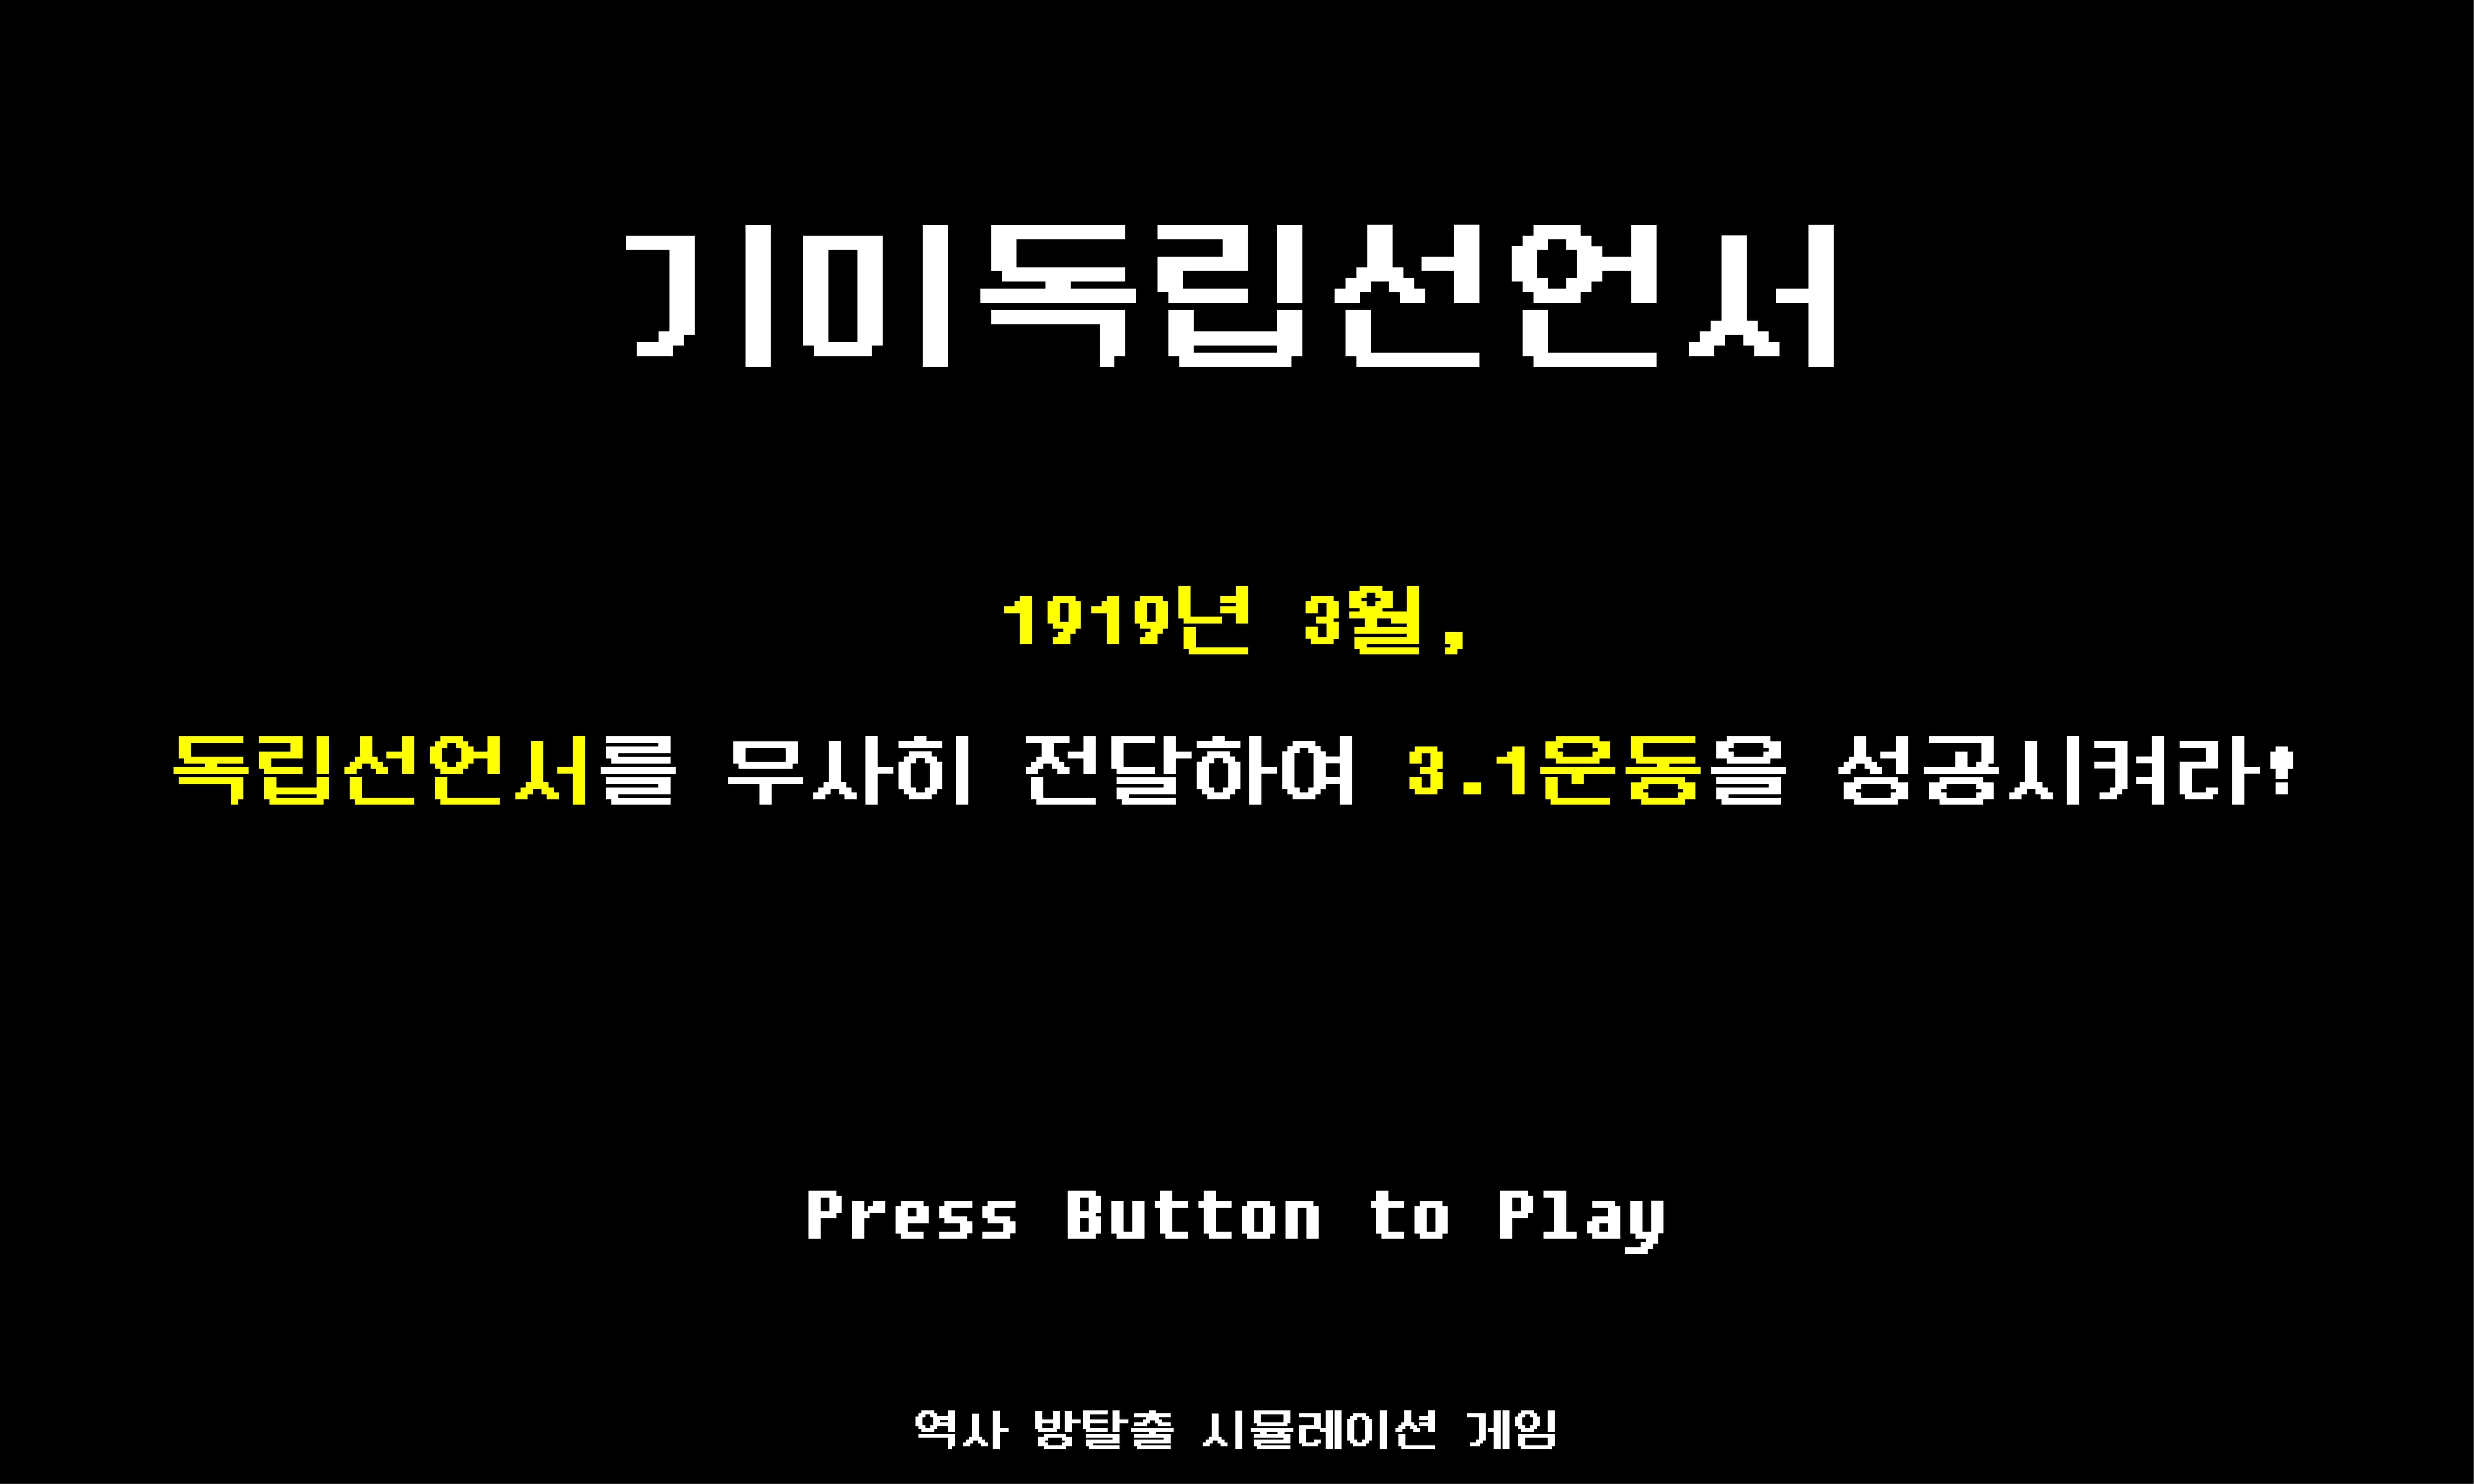 기미독립선언서
1919년 3월,
독립선언서를 무사히 전달하여 3.1운동을 성공시켜라!
Press Button to Play
역사 방탈출 시뮬레이션 게임